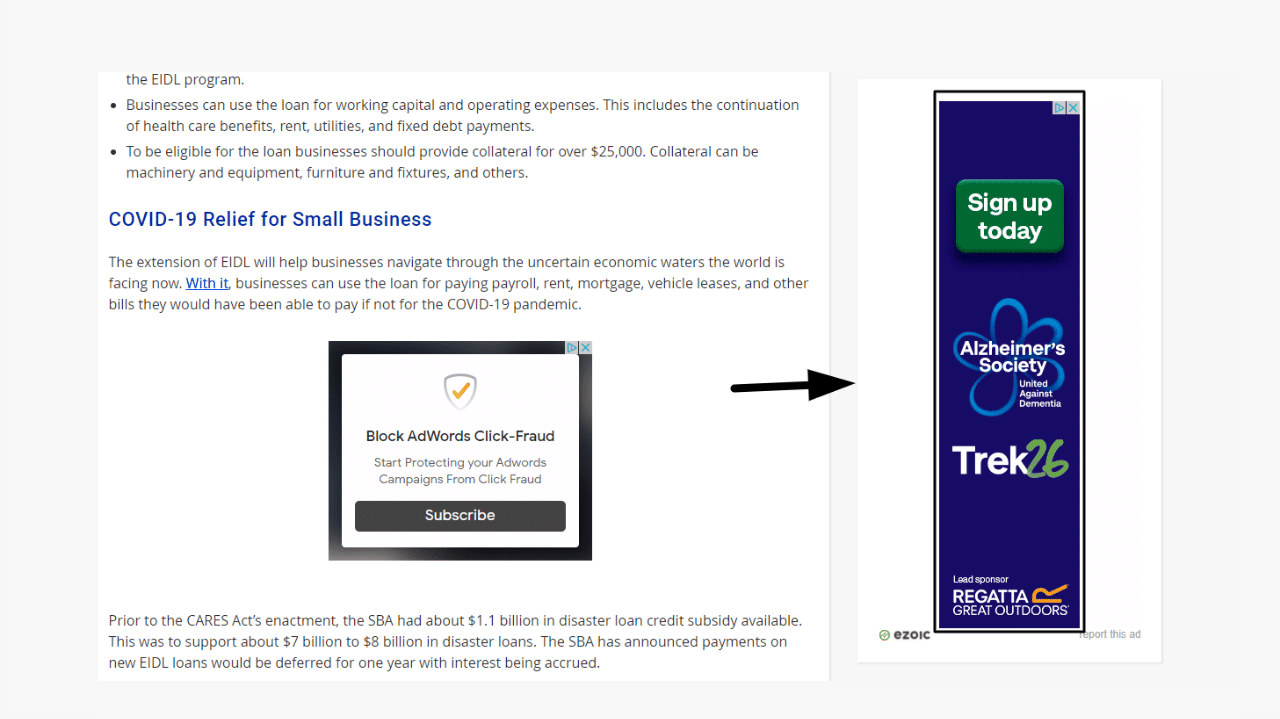 the EIDL program.
• Businesses can use the loan for working capital and operating expenses. This includes the continuation
of health care benefits, rent, utilities, and fixed debt payments.
• To be eligible for the loan businesses should provide collateral for over $25,000. Collateral can be
machinery and equipment, furniture and fixtures, and others.
COVID-19 Relief for Small Business
The extension of EIDL will help businesses navigate through the uncertain economic waters the world is
facing now. With it, businesses can use the loan for paying payroll, rent, mortgage, vehicle leases, and other
bills they would have been able to pay if not for the COVID-19 pandemic.
Block AdWords Click-Fraud
Start Protecting your Adwords
Campaigns From Click Fraud
Subscribe
Prior to the CARES Act’s enactment, the SBA had about $1.1 billion in disaster loan credit subsidy available.
This was to support about $7 billion to $8 billion in disaster loans. The SBA has announced payments on
new EIDL loans would be deferred for one year with interest being accrued.
Sign up
today
Alzheimer’s
Society
United
Against
Dementia
Trek26
Lead sponsor
REGATTA
GREAT OUTDOORS
ezoic
report this ad